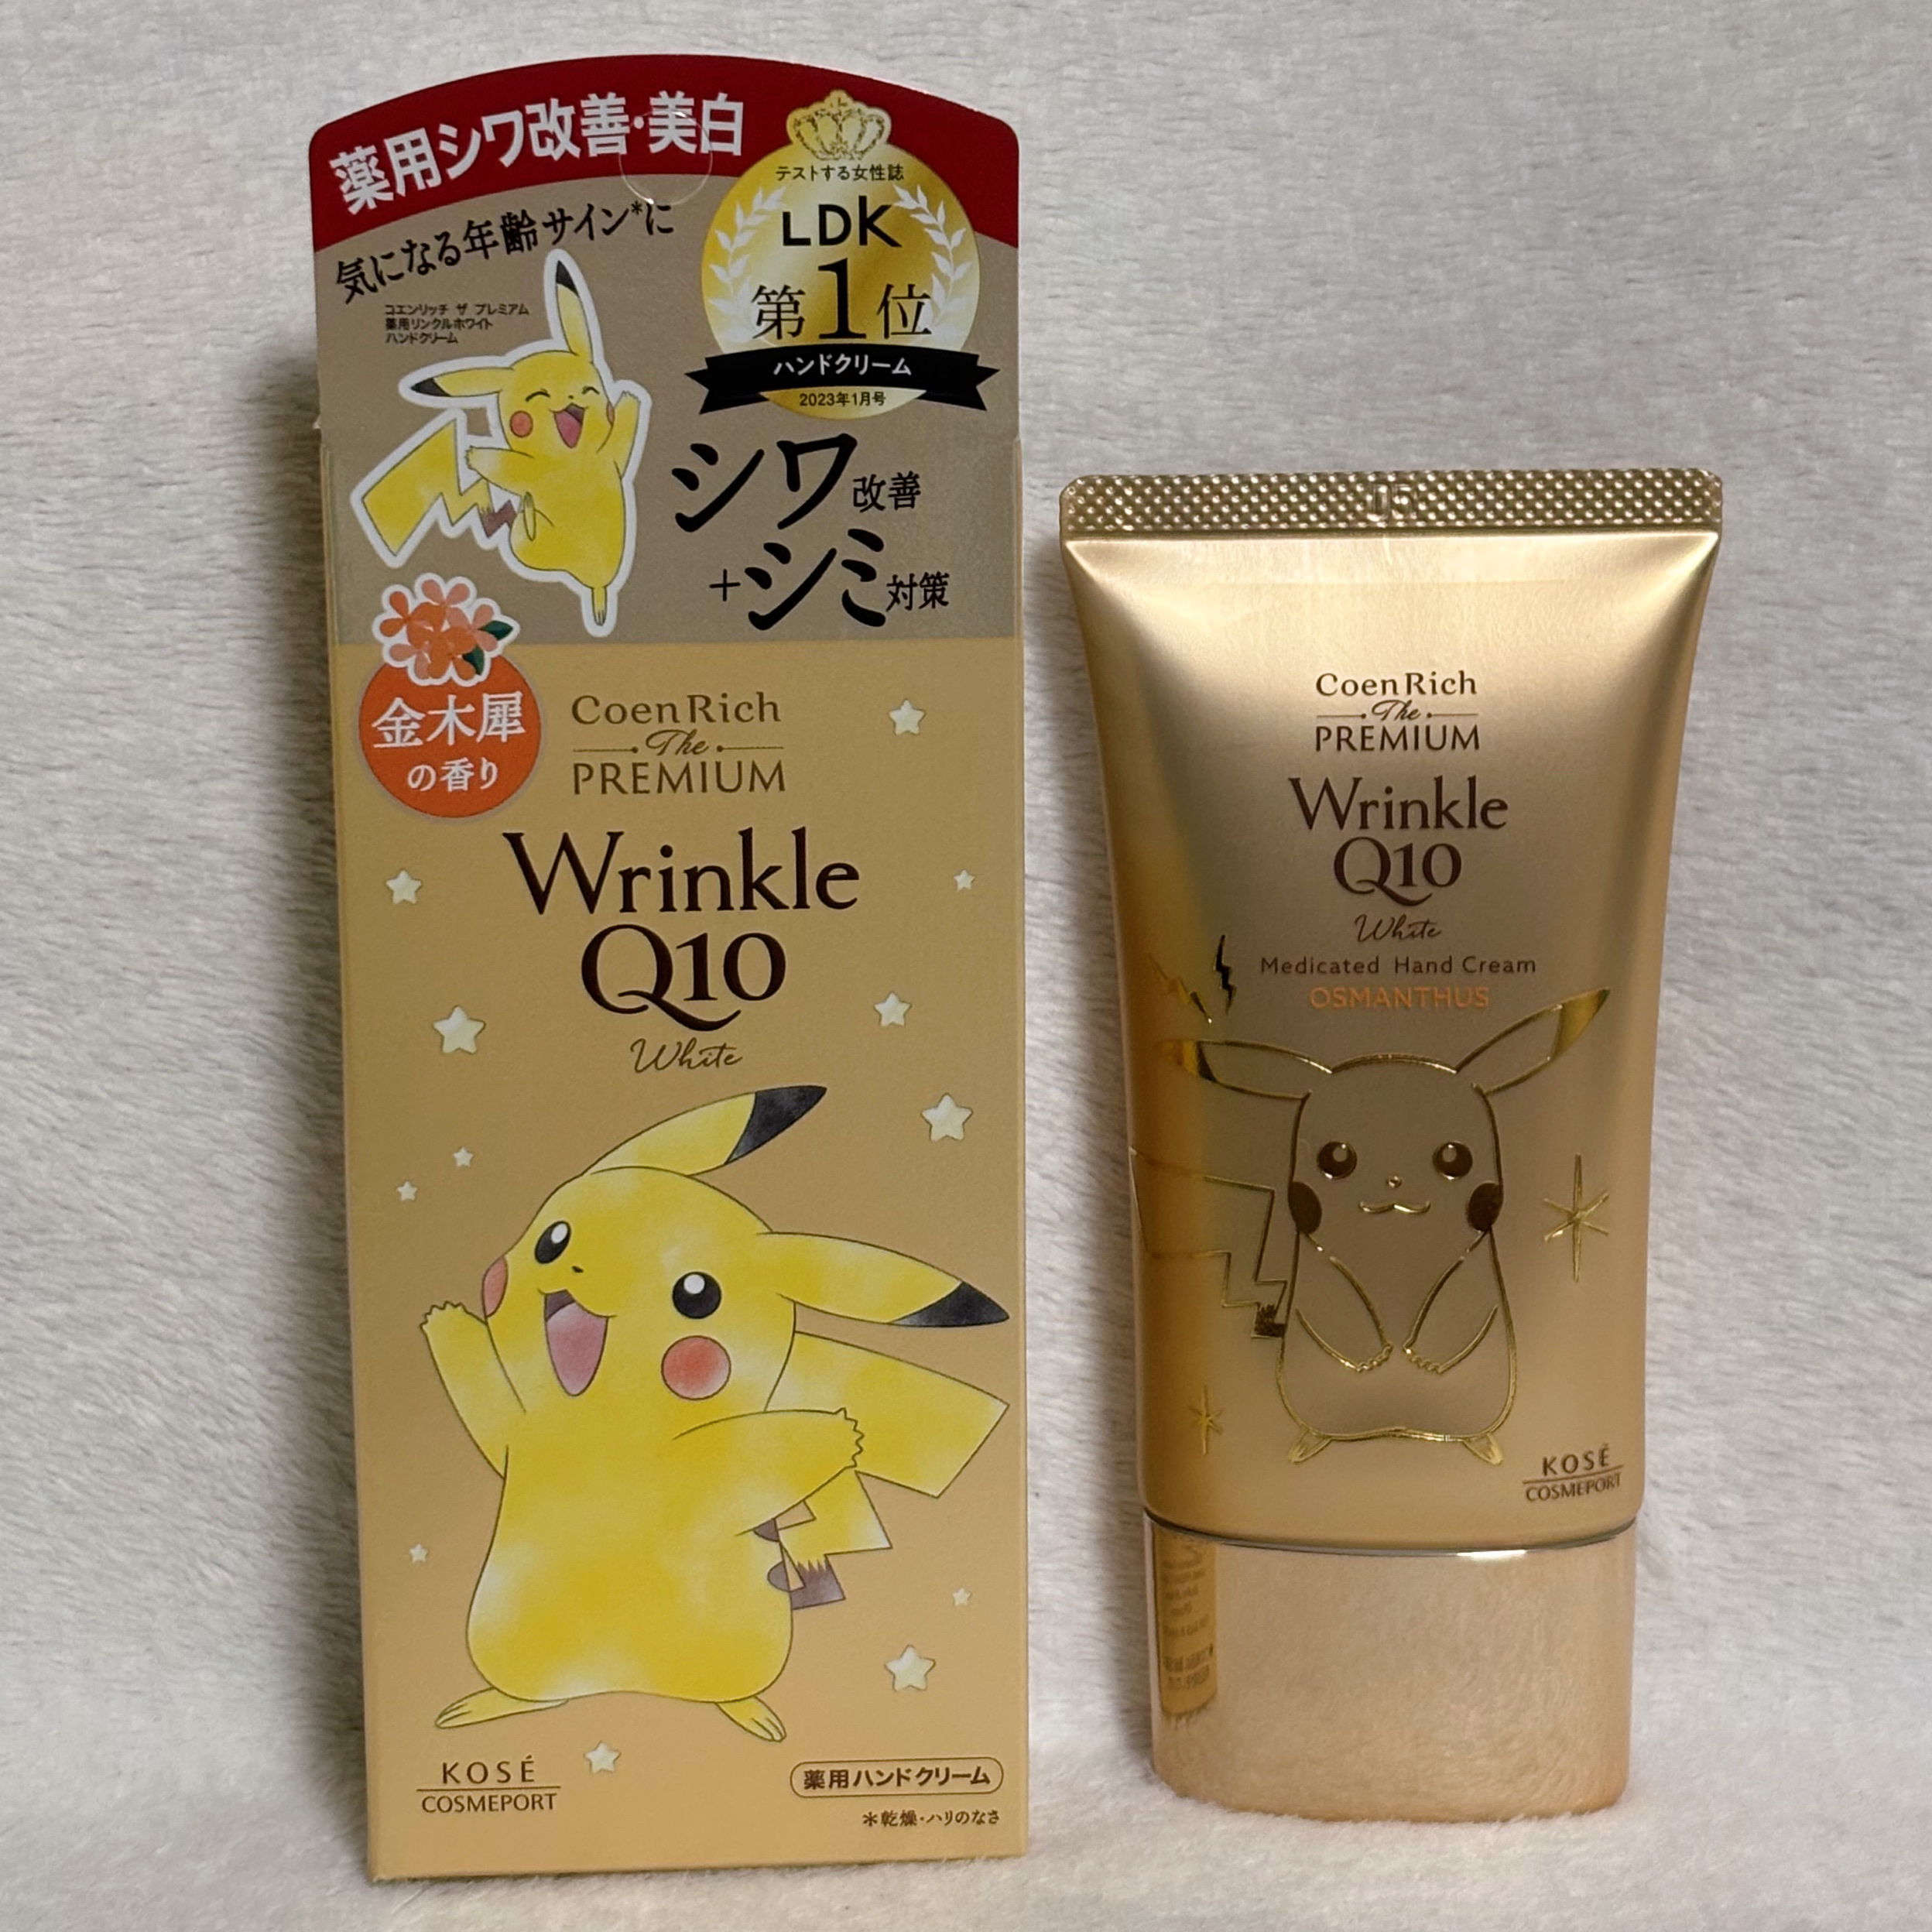 薬用シワ改善・美白
気になる年齢サイン*に
コエンリッチ ザ プレミアム
薬用リンクルホワイト
ハンドクリーム
テストする女性誌
LDK
第1位
ハンドクリーム
2023年1月号
シワ改善
+シミ対策
金木犀
の香り
CoenRich
The
PREMIUM
Wrinkle
Q10
White
KOSÉ
COSMEPORT
薬用ハンドクリーム
*乾燥・ハリのなさ
CoenRich
The
PREMIUM
Wrinkle
Q10
White
Medicated Hand Cream
OSMANTHUS
KOSÉ
COSMEPORT